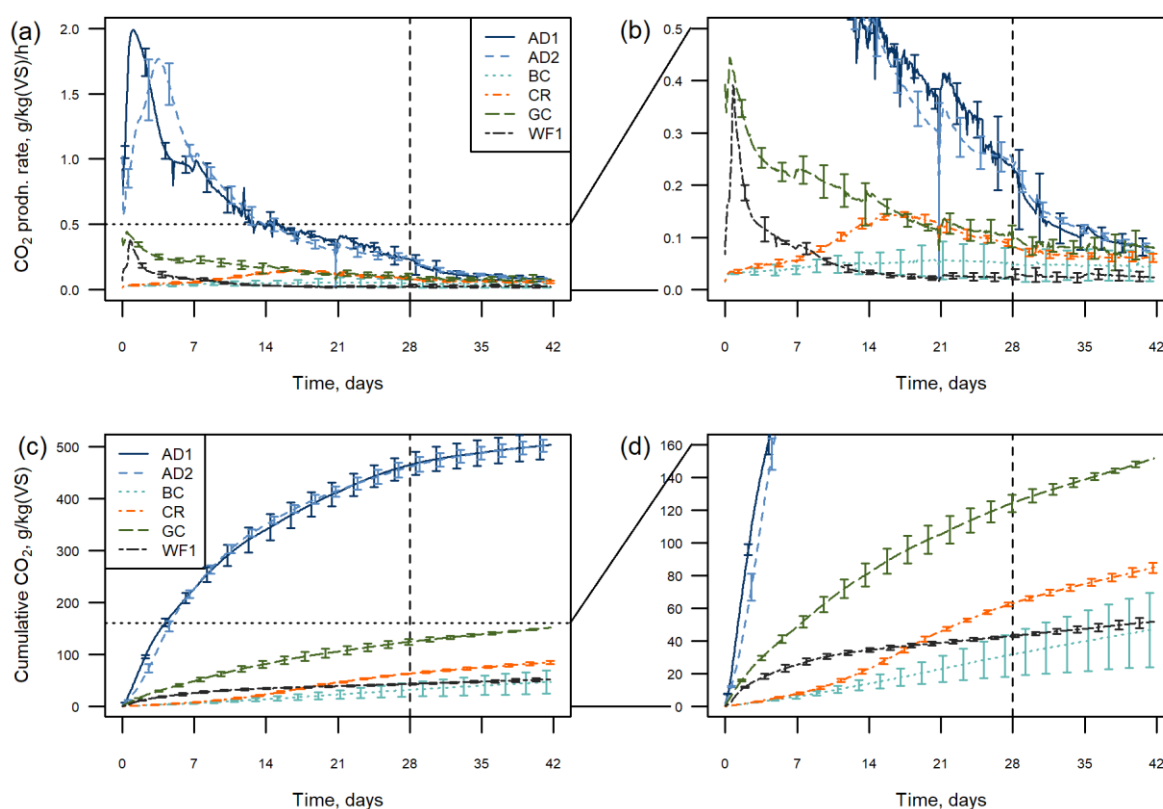 (a)
CO₂ prodn. rate, g/kg(VS)/h
2.0
1.5
1.0
0.5
0.0
AD1
AD2
BC
CR
GC
WF1
0 7 14 21 28 35 42
Time, days
(b)
0.5
0.4
0.3
0.2
0.1
0.0
0 7 14 21 28 35 42
Time, days
(c)
Cumulative CO₂, g/kg(VS)
500
400
300
200
100
0
AD1
AD2
BC
CR
GC
WF1
0 7 14 21 28 35 42
Time, days
(d)
160
140
120
100
80
60
40
20
0
0 7 14 21 28 35 42
Time, days